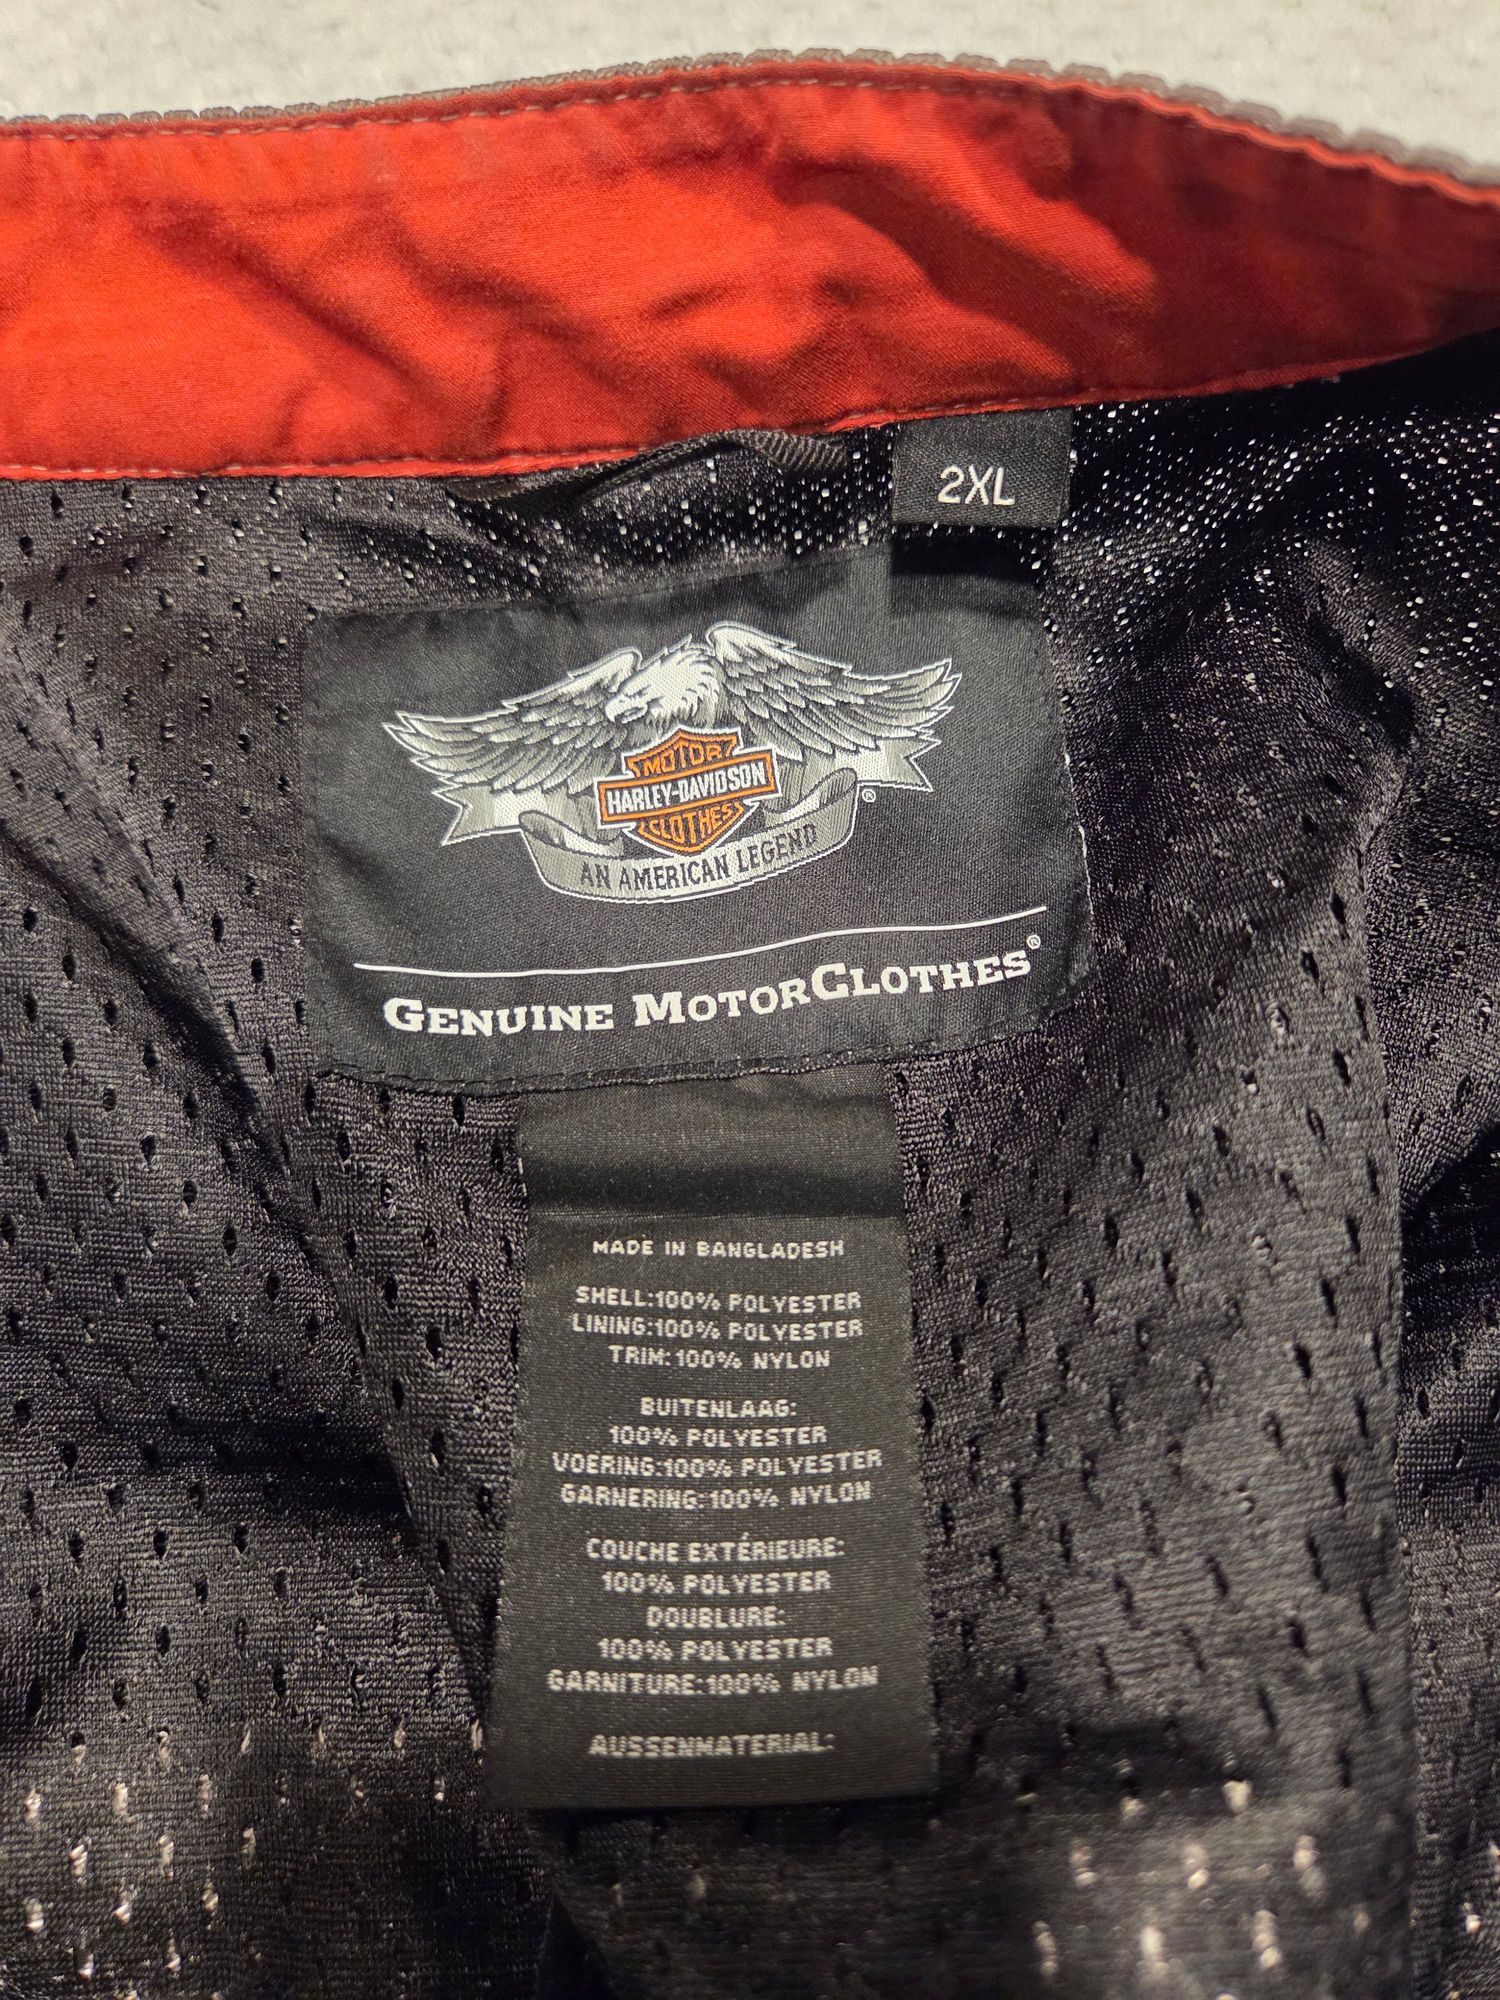 2XL
MOTOR
HARLEY-DAVIDSON
CLOTHES
®
AN AMERICAN LEGEND
GENUINE MOTORCLOTHES®
MADE IN BANGLADESH
SHELL:100% POLYESTER
LINING:100% POLYESTER
TRIM:100% NYLON
BUITENLAAG:
100% POLYESTER
VOERING:100% POLYESTER
GARNERING:100% NYLON
COUCHE EXTÉRIEURE:
100% POLYESTER
DOUBLURE:
100% POLYESTER
GARNITURE:100% NYLON
AUSSENMATERIAL: